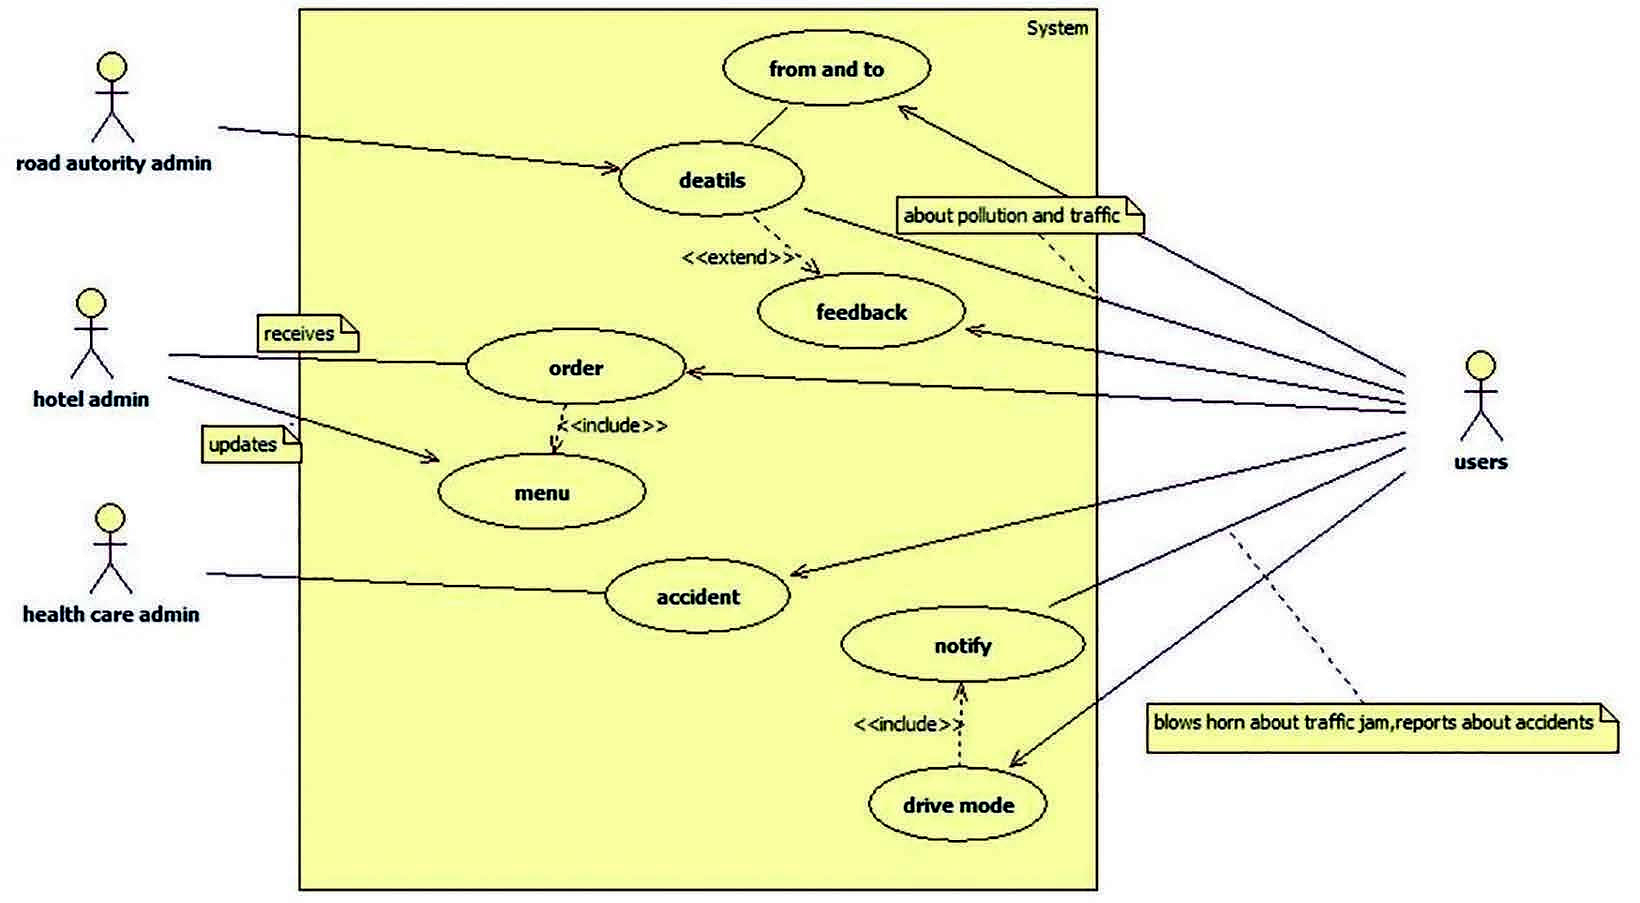 System
from and to
road autority admin
deatils
about pollution and traffic
<<extend>>
feedback
receives
order
hotel admin
<<include>>
updates
menu
users
accident
health care admin
notify
<<include>>
blows horn about traffic jam,reports about accidents
drive mode